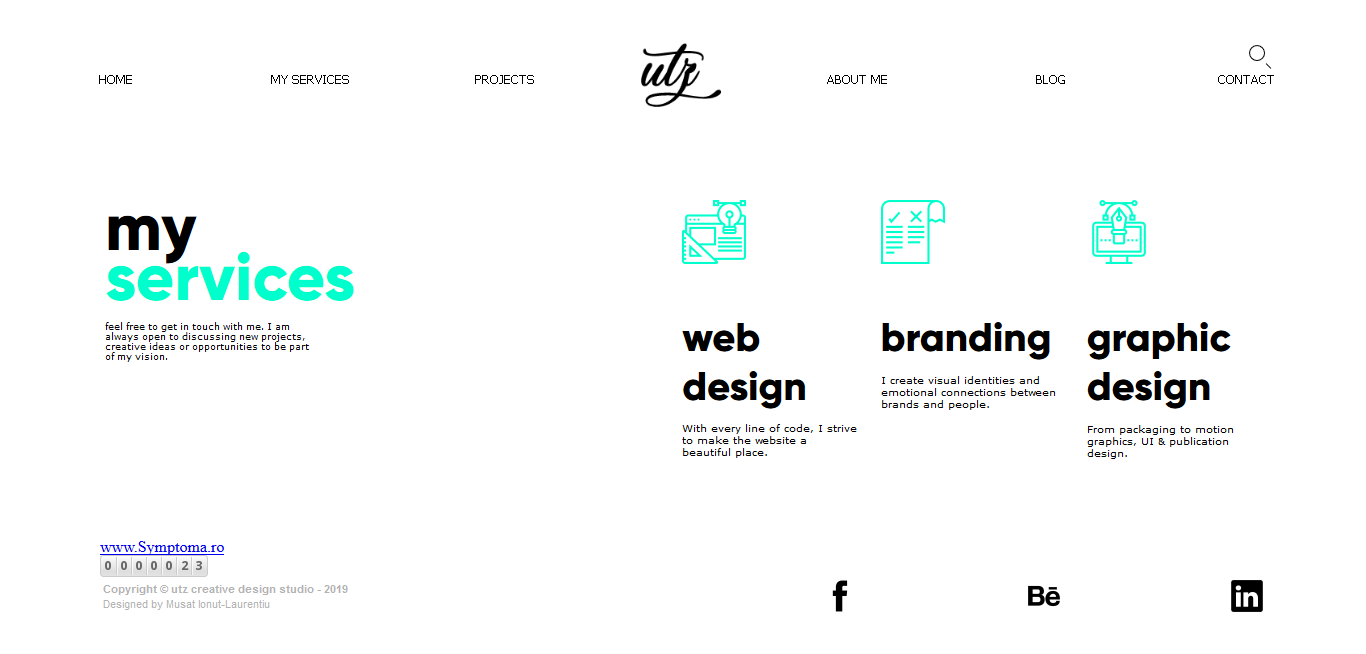 HOME MY SERVICES PROJECTS utz ABOUT ME BLOG CONTACT
my
services
feel free to get in touch with me. I am
always open to discussing new projects,
creative ideas or opportunities to be part
of my vision.
web
design
With every line of code, I strive
to make the website a
beautiful place.
branding
I create visual identities and
emotional connections between
brands and people.
graphic
design
From packaging to motion
graphics, UI & publication
design.
www.Symptoma.ro
0000023
Copyright © utz creative design studio - 2019
Designed by Musat Ionut-Laurentiu
f Bē in